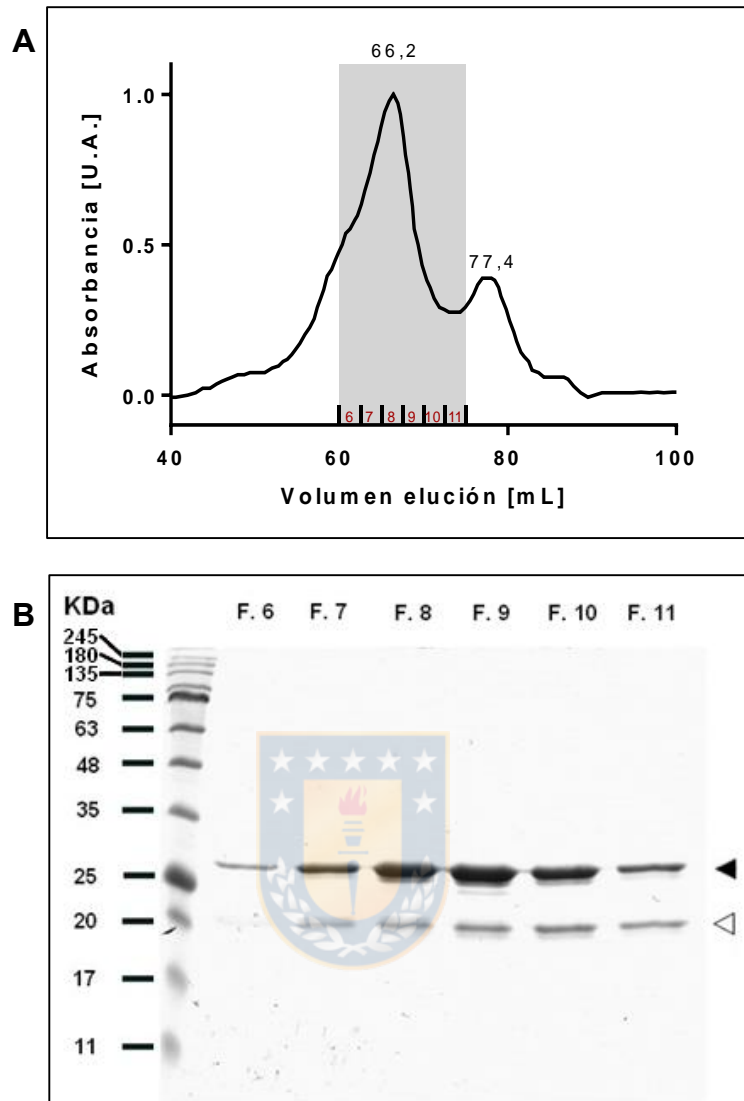 A
66,2
1.0
0.5
0.0
77,4
Absorbancia [U.A.]
6 7 8 9 10 11
40 60 80 100
Volumen elución [mL]
B
KDa F. 6 F. 7 F. 8 F. 9 F. 10 F. 11
245
180
135
75
63
48
35
25
20
17
11